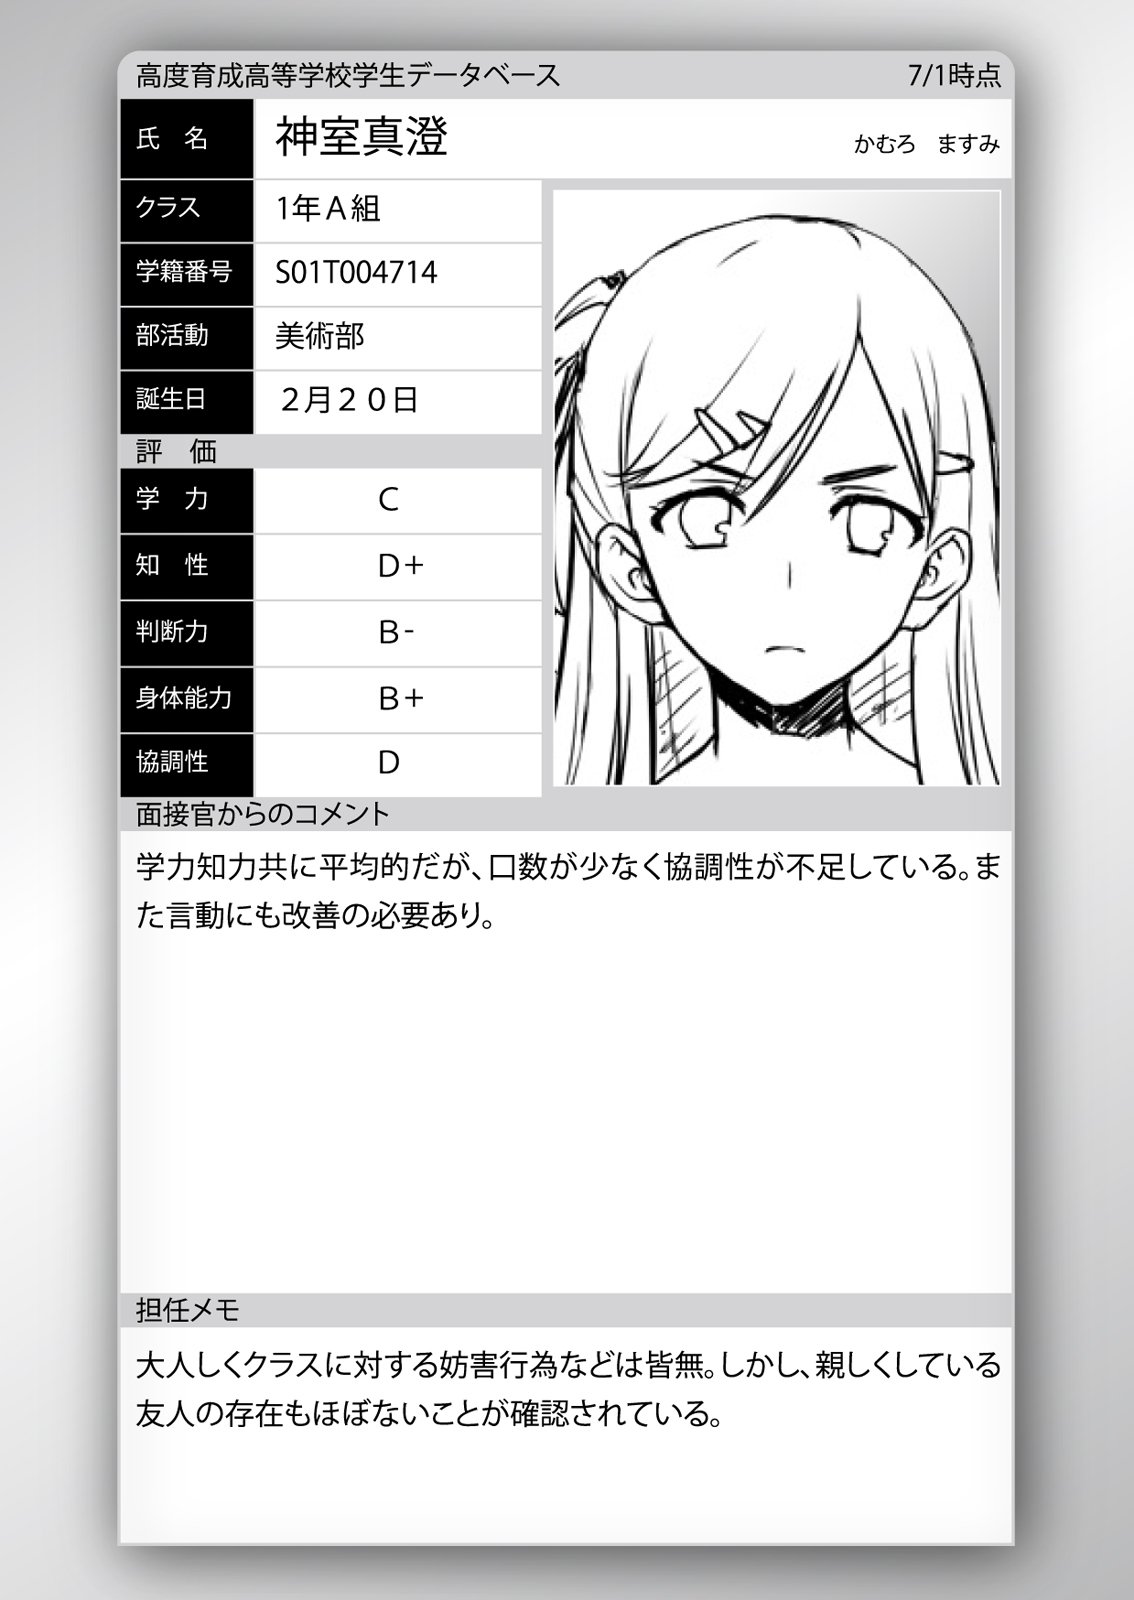 高度育成高等学校学生データベース 7/1時点
氏　名 神室真澄 かむろ　ますみ
クラス 1年Ａ組
学籍番号 S01T004714
部活動 美術部
誕生日 ２月２０日
評　価
学　力 C
知　性 D+
判断力 B-
身体能力 B+
協調性 D
面接官からのコメント
学力知力共に平均的だが、口数が少なく協調性が不足している。ま
た言動にも改善の必要あり。
担任メモ
大人しくクラスに対する妨害行為などは皆無。しかし、親しくしている
友人の存在もほぼないことが確認されている。